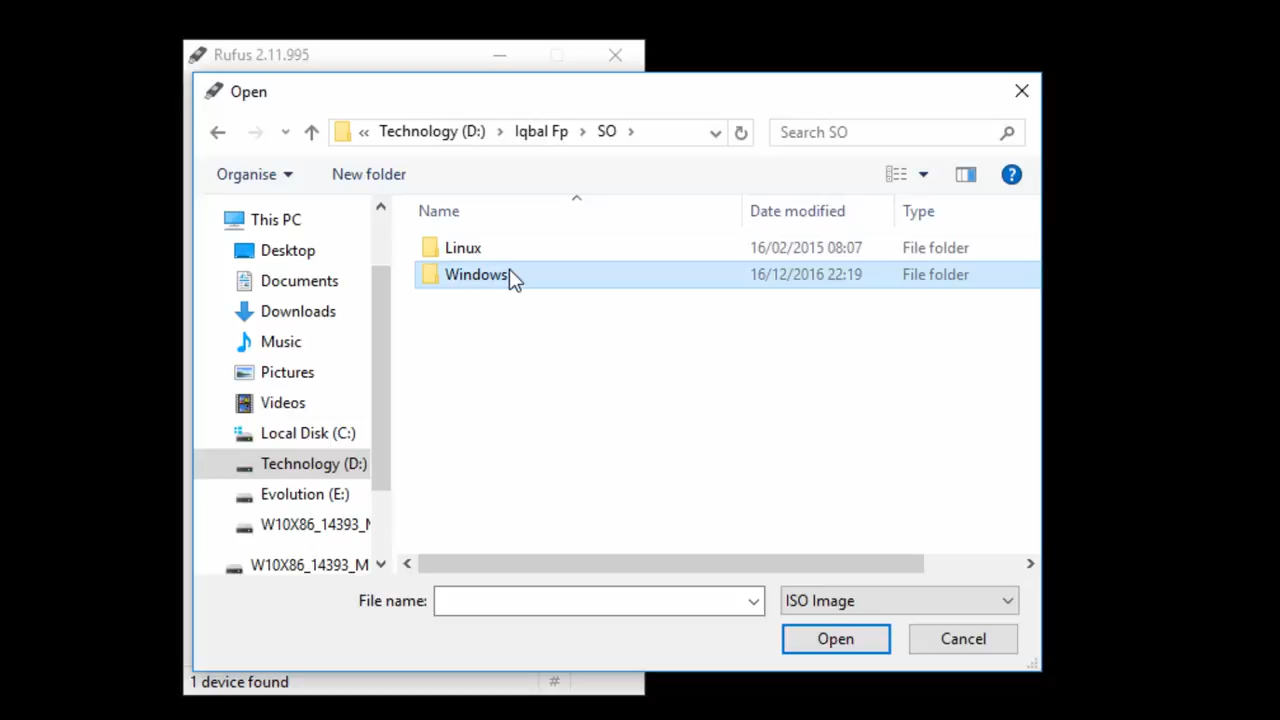 Rufus 2.11.995
Open
« Technology (D:) > Iqbal Fp > SO >
Search SO
Organise
New folder
Name
Date modified
Type
This PC
Desktop
Documents
Downloads
Music
Pictures
Videos
Local Disk (C:)
Technology (D:)
Evolution (E:)
W10X86_14393_M
W10X86_14393_M
Linux 16/02/2015 08:07 File folder
Windows 16/12/2016 22:19 File folder
File name:
ISO Image
Open
Cancel
1 device found
#